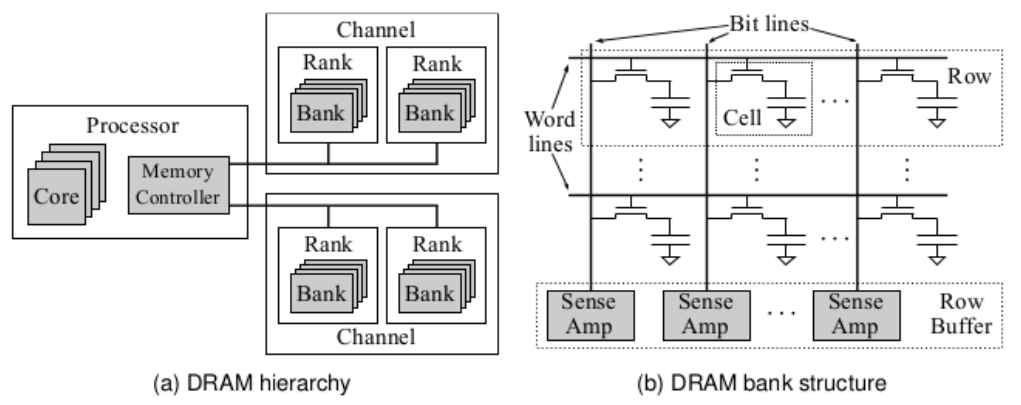 Channel
Rank
Rank
Bank
Bank
Processor
Core
Memory
Controller
Rank
Rank
Bank
Bank
Channel
(a) DRAM hierarchy
Bit lines
Row
Cell
Word
lines
. . .
. . .
. . .
. . .
. . .
Sense
Amp
Sense
Amp
. . .
Sense
Amp
Row
Buffer
(b) DRAM bank structure